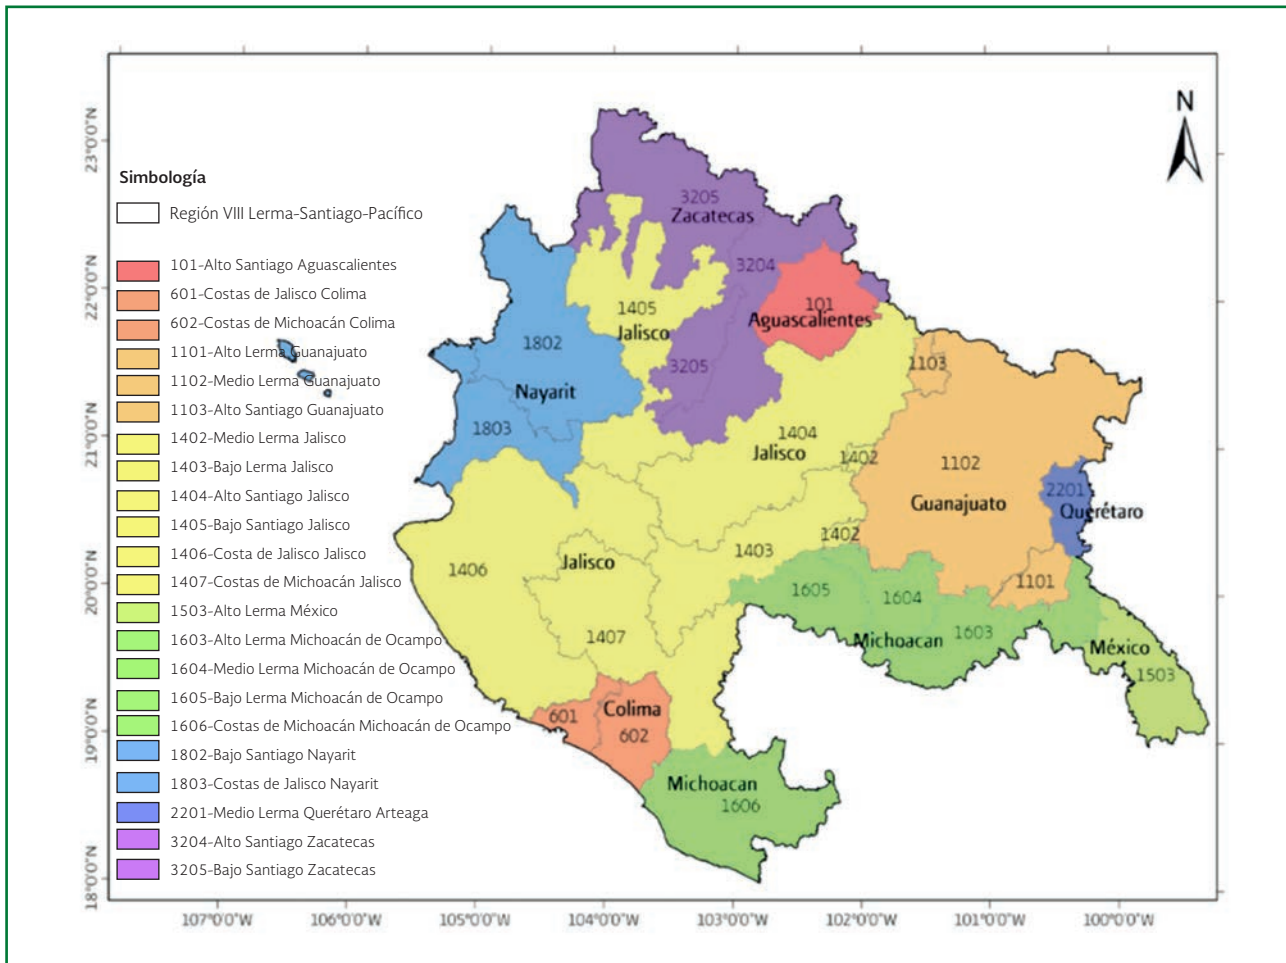 N
Simbología
Región VIII Lerma-Santiago-Pacífico
101-Alto Santiago Aguascalientes
601-Costas de Jalisco Colima
602-Costas de Michoacán Colima
1101-Alto Lerma Guanajuato
1102-Medio Lerma Guanajuato
1103-Alto Santiago Guanajuato
1402-Medio Lerma Jalisco
1403-Bajo Lerma Jalisco
1404-Alto Santiago Jalisco
1405-Bajo Santiago Jalisco
1406-Costa de Jalisco Jalisco
1407-Costas de Michoacán Jalisco
1503-Alto Lerma México
1603-Alto Lerma Michoacán de Ocampo
1604-Medio Lerma Michoacán de Ocampo
1605-Bajo Lerma Michoacán de Ocampo
1606-Costas de Michoacán Michoacán de Ocampo
1802-Bajo Santiago Nayarit
1803-Costas de Jalisco Nayarit
2201-Medio Lerma Querétaro Arteaga
3204-Alto Santiago Zacatecas
3205-Bajo Santiago Zacatecas
3205
Zacatecas
3204
101
Aguascalientes
1405
Jalisco
3205
1802
Nayarit
1803
1103
1404
Jalisco
1402
1102
Guanajuato
2201
Querétaro
1402
1403
1406
Jalisco
1407
1101
1605
1604
1603
Michoacan
México
1503
601
Colima
602
Michoacan
1606
23°0'0"N
22°0'0"N
21°0'0"N
20°0'0"N
19°0'0"N
18°0'0"N
107°0'0"W
106°0'0"W
105°0'0"W
104°0'0"W
103°0'0"W
102°0'0"W
101°0'0"W
100°0'0"W